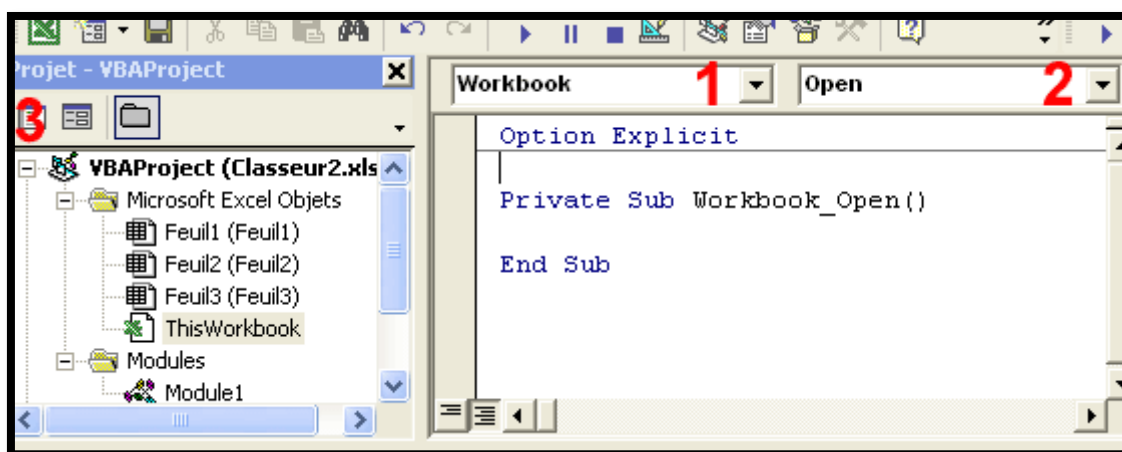 Projet - VBAProject
Workbook 1
Open 2
3
VBAProject (Classeur2.xls
Microsoft Excel Objets
Feuil1 (Feuil1)
Feuil2 (Feuil2)
Feuil3 (Feuil3)
ThisWorkbook
Modules
Module1
Option Explicit
Private Sub Workbook_Open()
End Sub